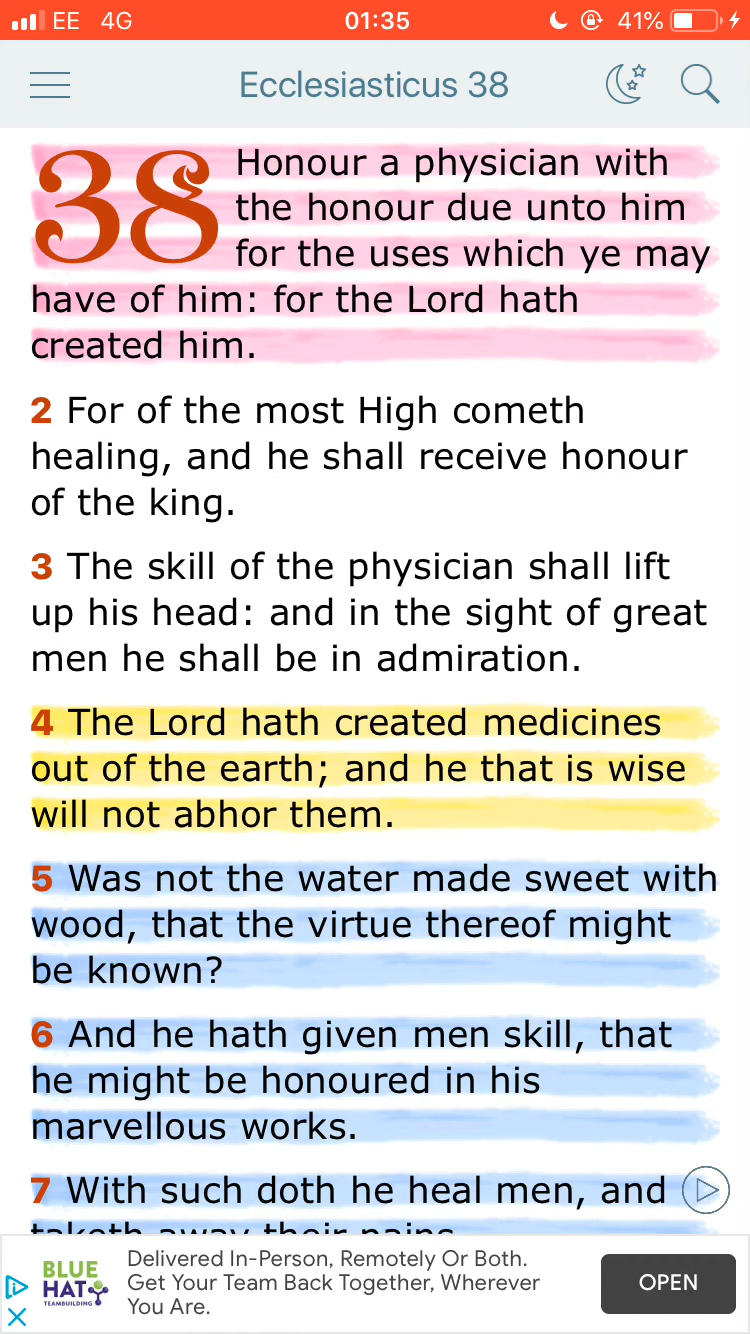 EE 4G 01:35 41%
Ecclesiasticus 38
38 Honour a physician with
the honour due unto him
for the uses which ye may
have of him: for the Lord hath
created him.
2 For of the most High cometh
healing, and he shall receive honour
of the king.
3 The skill of the physician shall lift
up his head: and in the sight of great
men he shall be in admiration.
4 The Lord hath created medicines
out of the earth; and he that is wise
will not abhor them.
5 Was not the water made sweet with
wood, that the virtue thereof might
be known?
6 And he hath given men skill, that
he might be honoured in his
marvellous works.
7 With such doth he heal men, and
taketh away their pains.
BLUE
HAT
TEAMBUILDING
Delivered In-Person, Remotely Or Both.
Get Your Team Back Together, Wherever
You Are.
OPEN